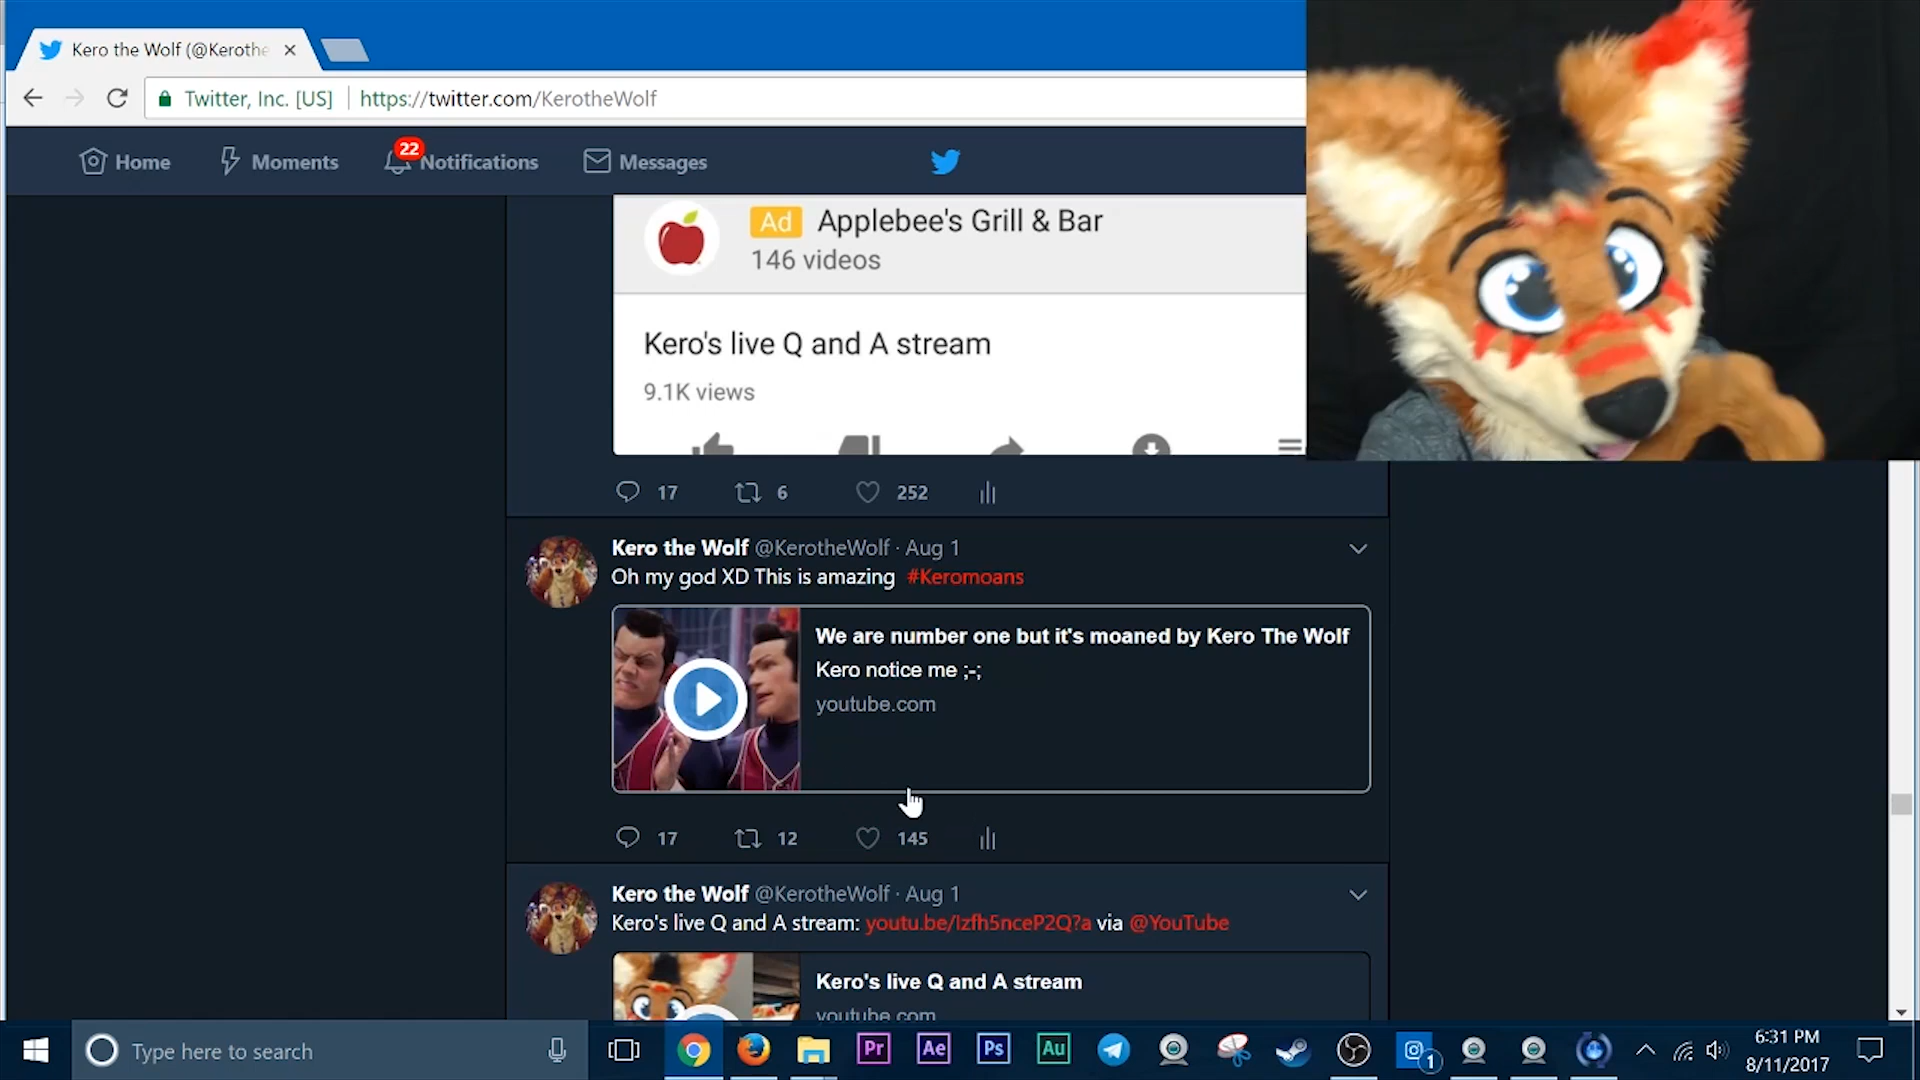 Kero the Wolf (@Kerothe
Twitter, Inc. [US]
https://twitter.com/KerotheWolf
Home
Moments
22
Notifications
Messages
Ad Applebee's Grill & Bar
146 videos
Kero's live Q and A stream
9.1K views
17
6
252
Kero the Wolf @KerotheWolf · Aug 1
Oh my god XD This is amazing #Keromoans
We are number one but it's moaned by Kero The Wolf
Kero notice me ;-;
youtube.com
17
12
145
Kero the Wolf @KerotheWolf · Aug 1
Kero's live Q and A stream: youtu.be/Izfh5nceP2Q?a via @YouTube
Kero's live Q and A stream
youtube.com
Type here to search
Pr
Ae
Ps
Au
1
6:31 PM
8/11/2017